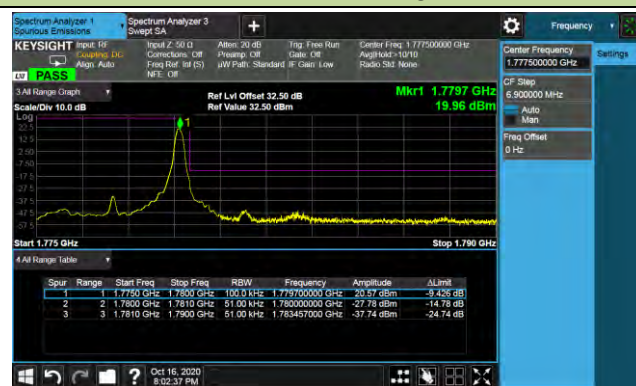 Spectrum Analyzer 1
Spurious Emissions
Spectrum Analyzer 3
Swept SA
+
Frequency
KEYSIGHT
Input: RF
Coupling: DC
Align: Auto
Input Z: 50 Ω
Corrections: Off
Freq Ref: Int (S)
NFE: Off
Atten: 20 dB
Preamp: Off
µW Path: Standard
Trig: Free Run
Gate: Off
IF Gain: Low
Center Freq: 1.777500000 GHz
Avg|Hold:>10/10
Radio Std: None
LXI PASS
3 All Range Graph
Scale/Div 10.0 dB
Ref Lvl Offset 32.50 dB
Ref Value 32.50 dBm
Mkr1 1.7797 GHz
19.96 dBm
Log
22.5
12.5
2.50
-7.50
-17.5
-27.5
-37.5
-47.5
-57.5
1
Start 1.775 GHz
Stop 1.790 GHz
4 All Range Table
Spur Range Start Freq Stop Freq RBW Frequency Amplitude ΔLimit
1 1 1.7750 GHz 1.7800 GHz 100.0 kHz 1.779700000 GHz 20.57 dBm -9.426 dB
2 2 1.7800 GHz 1.7810 GHz 51.00 kHz 1.780000000 GHz -27.78 dBm -14.78 dB
3 3 1.7810 GHz 1.7900 GHz 51.00 kHz 1.783457000 GHz -37.74 dBm -24.74 dB
Center Frequency
1.777500000 GHz
Settings
CF Step
6.900000 MHz
Auto
Man
Freq Offset
0 Hz
?
Oct 16, 2020
8:02:37 PM